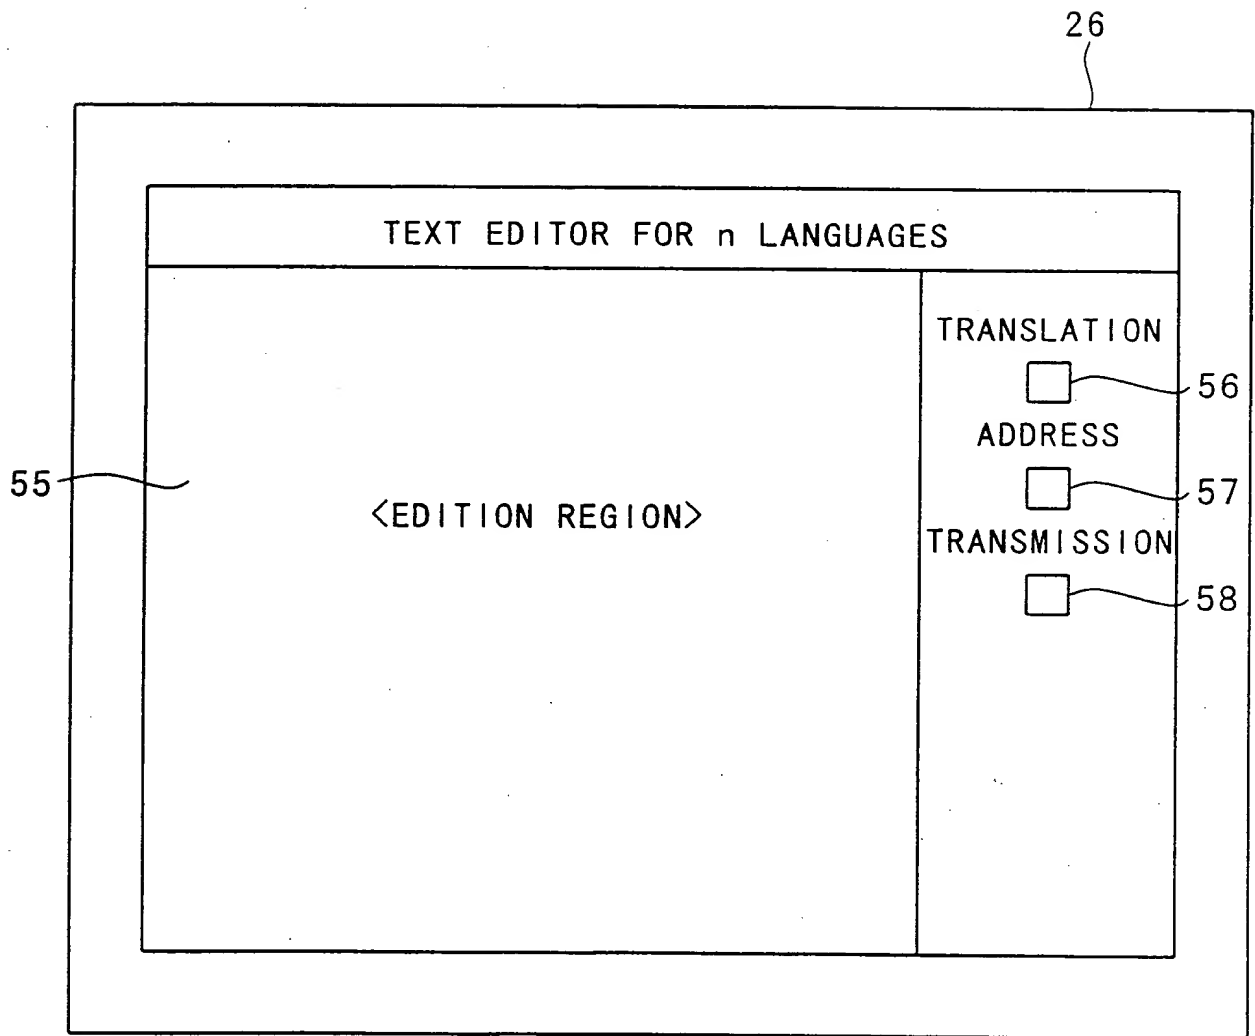 26
TEXT EDITOR FOR n LANGUAGES
TRANSLATION
56
ADDRESS
55
57
<EDITION REGION>
TRANSMISSION
58